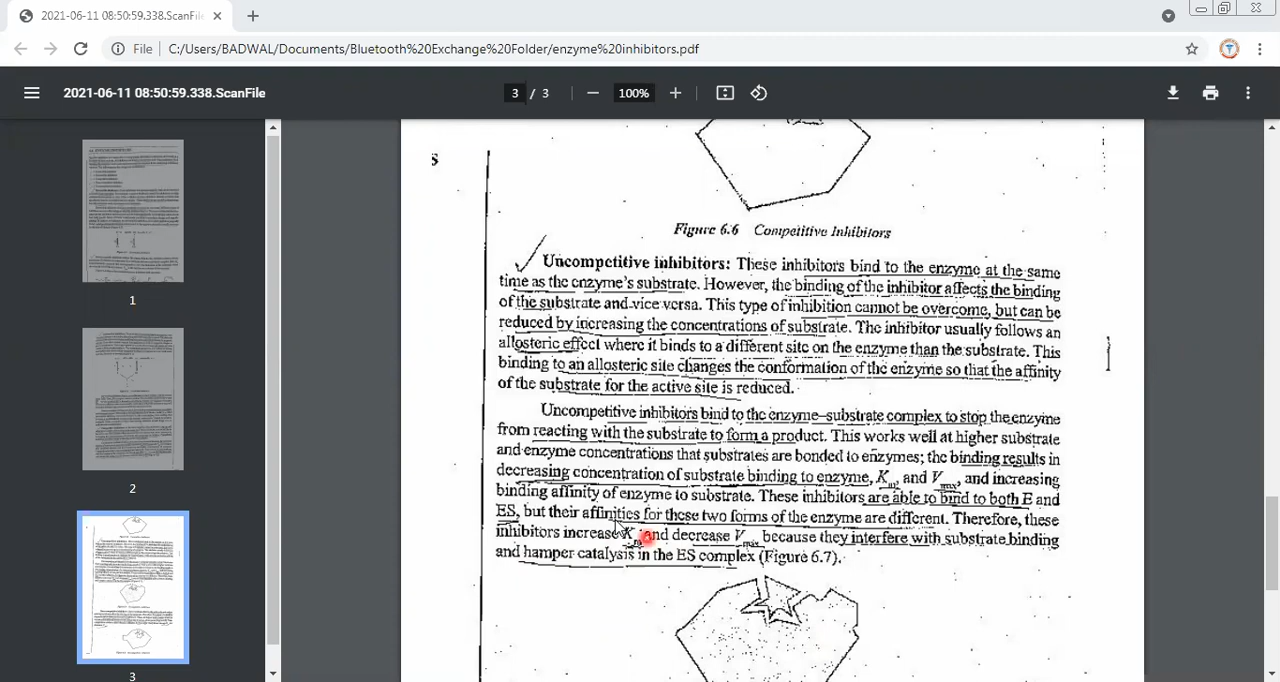 2021-06-11 08:50:59.338.ScanFil
File C:/Users/BADWAL/Documents/Bluetooth%20Exchange%20Folder/enzyme%20inhibitors.pdf
2021-06-11 08:50:59.338.ScanFile
3 / 3
100%
1
2
3
s
Figure 6.6 Competitive Inhibitors
Uncompetitive inhibitors: These inhibitors bind to the enzyme at the same
time as the enzyme's substrate. However, the binding of the inhibitor affects the binding
of the substrate and vice versa. This type of inhibition cannot be overcome, but can be
reduced by increasing the concentrations of substrate. The inhibitor usually follows an
allosteric effect where it binds to a different site on the enzyme than the substrate. This
binding to an allosteric site changes the conformation of the enzyme so that the affinity
of the substrate for the active site is reduced.
Uncompetitive inhibitors bind to the enzyme-substrate complex to stop the enzyme
from reacting with the substrate to form a product. This works well at higher substrate
and enzyme concentrations that substrates are bonded to enzymes; the binding results in
decreasing concentration of substrate binding to enzyme, Km, and Vmax, and increasing
binding affinity of enzyme to substrate. These inhibitors are able to bind to both E and
ES, but their affinities for these two forms of the enzyme are different. Therefore, these
inhibitors increase Km and decrease Vmax because they interfere with substrate binding
and hamper catalysis in the ES complex (Figure 6.7).